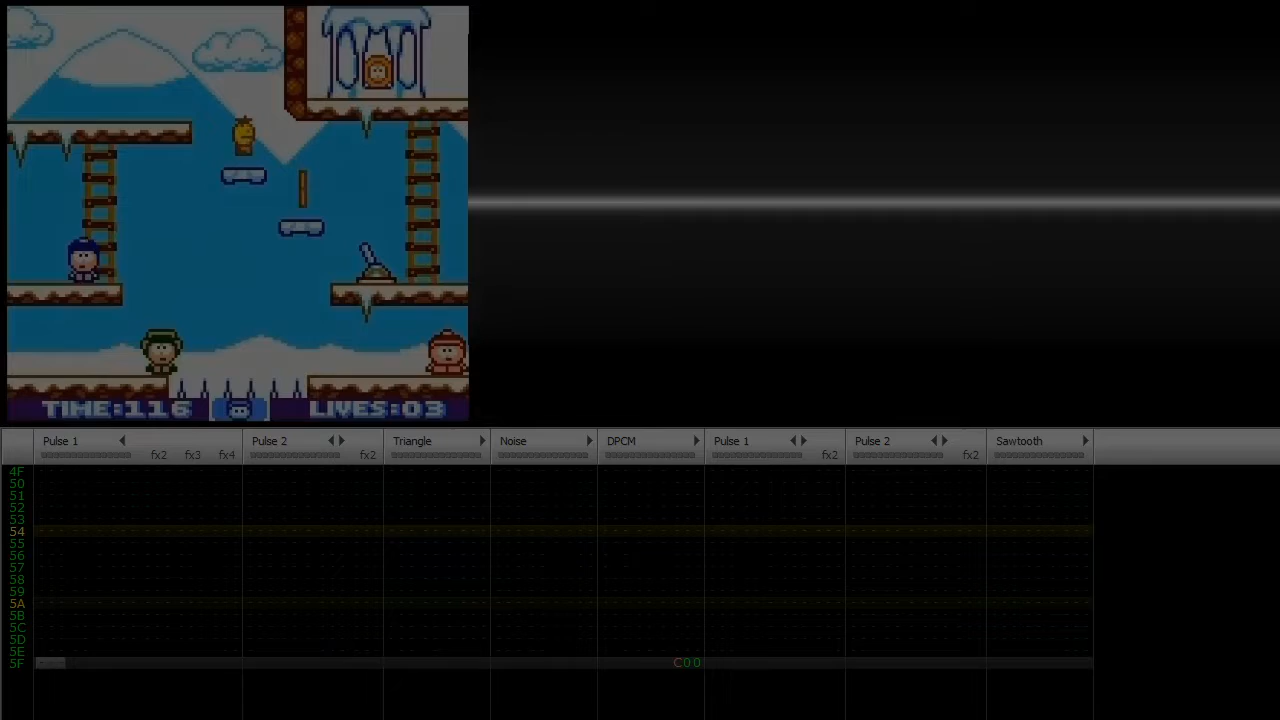 TIME:116 LIVES:03
Pulse 1 Pulse 2 Triangle Noise DPCM Pulse 1 Pulse 2 Sawtooth
fx2 fx3 fx4 fx2 fx2 fx2
4F
50
51
52
53
54
55
56
57
58
59
5A
5B
5C
5D
5E
5F C00